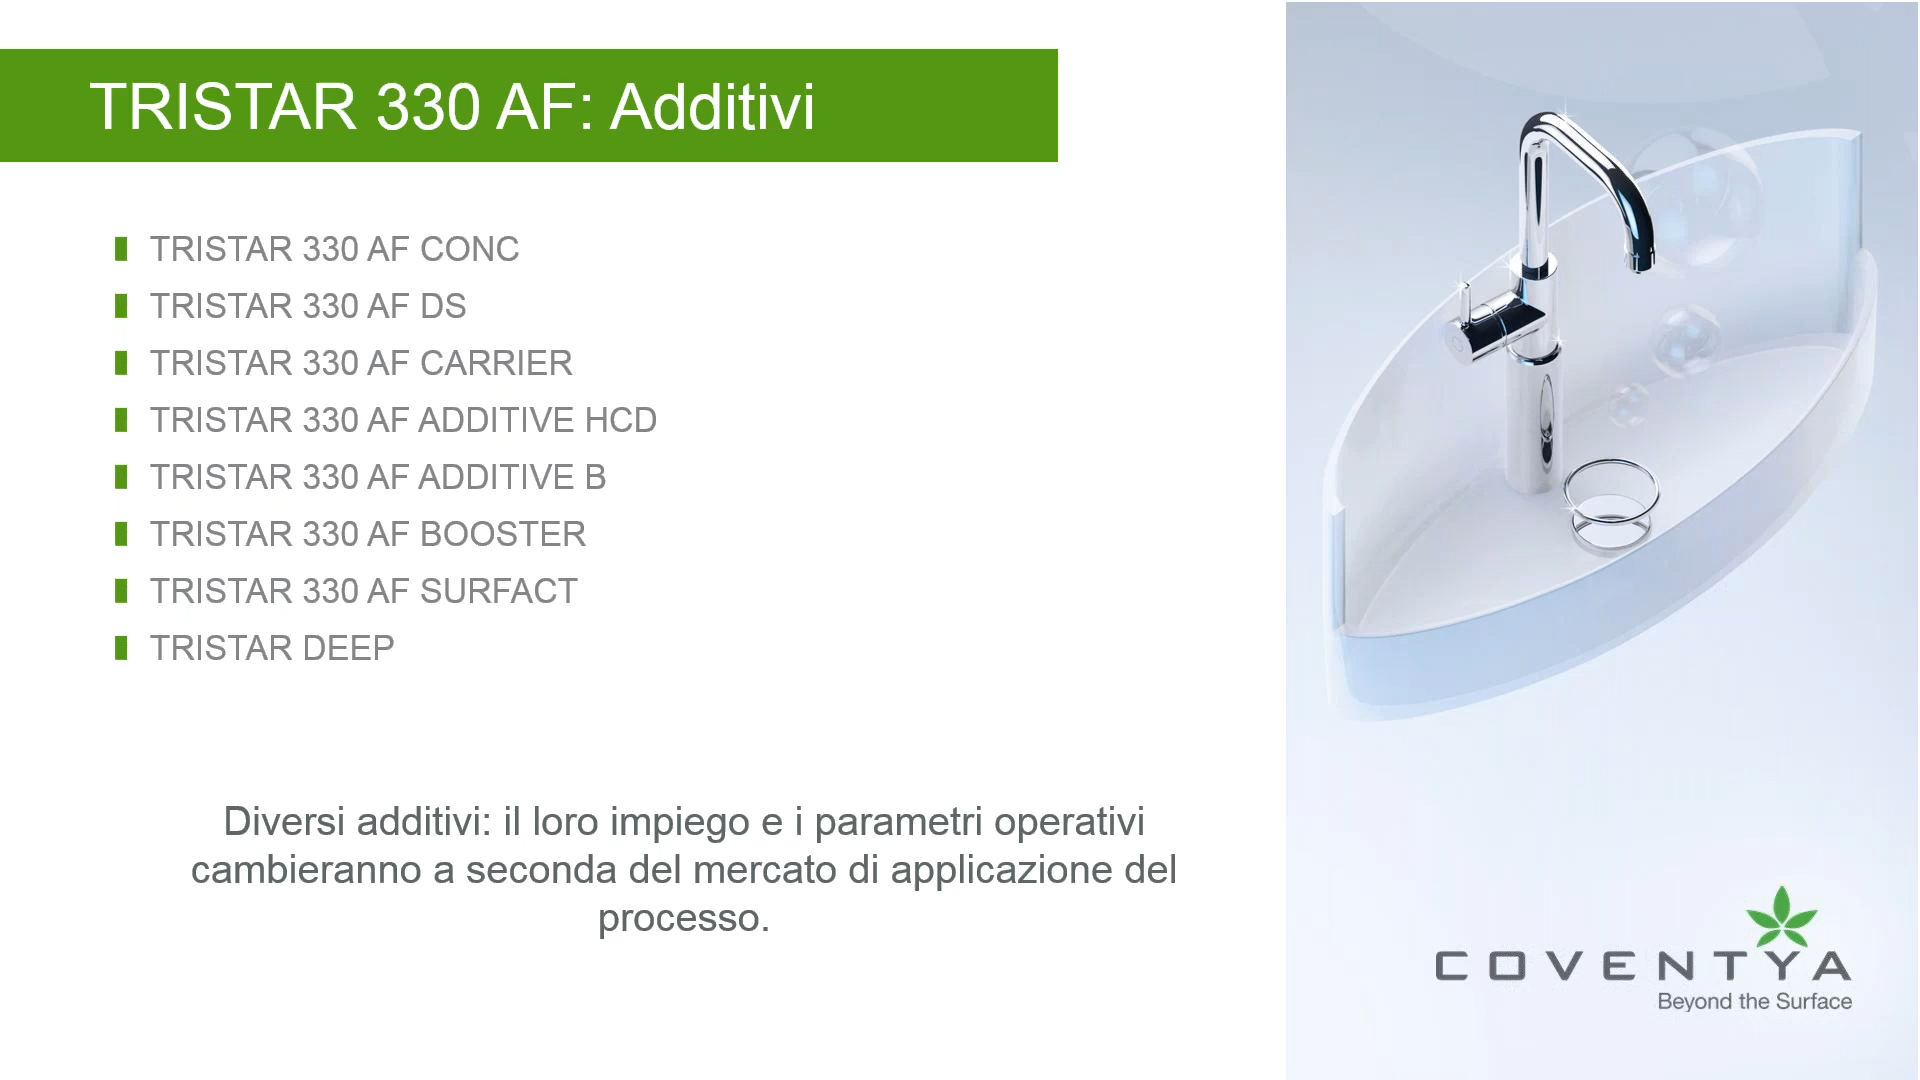 TRISTAR 330 AF: Additivi
TRISTAR 330 AF CONC
TRISTAR 330 AF DS
TRISTAR 330 AF CARRIER
TRISTAR 330 AF ADDITIVE HCD
TRISTAR 330 AF ADDITIVE B
TRISTAR 330 AF BOOSTER
TRISTAR 330 AF SURFACT
TRISTAR DEEP
Diversi additivi: il loro impiego e i parametri operativi
cambieranno a seconda del mercato di applicazione del
processo.
COVENTYA
Beyond the Surface